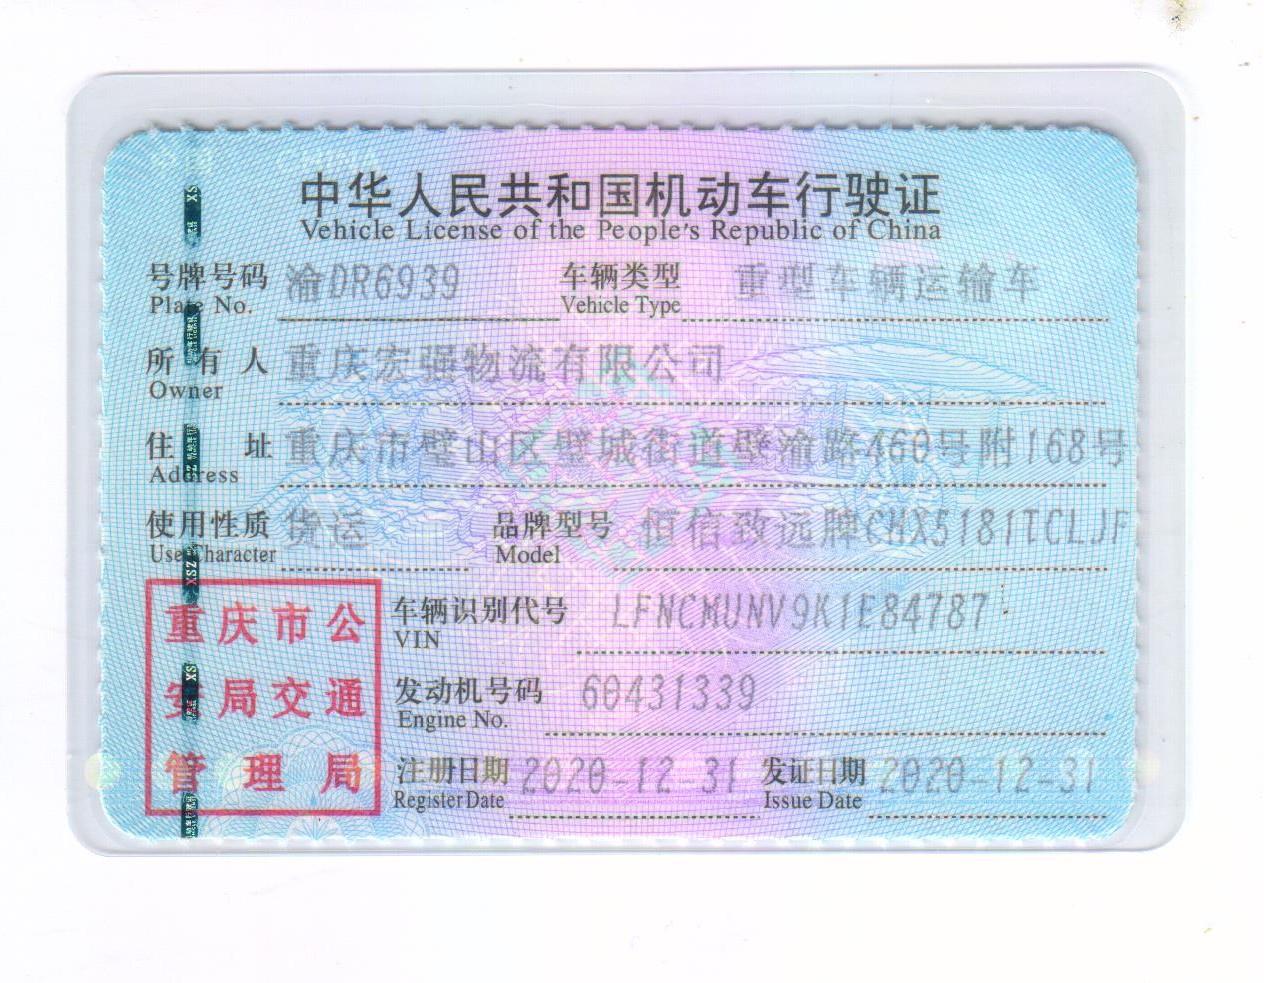 中华人民共和国机动车行驶证
Vehicle License of the People's Republic of China
号牌号码 渝DR6939 车辆类型 重型车辆运输车
Plate No. Vehicle Type
所有人 重庆宏强物流有限公司
Owner
住址 重庆市璧山区璧城街道璧渝路460号附168号
Address
使用性质 货运 品牌型号 恒信致远牌CHX5181TCLJF
Use Character Model
重庆市公
安局交通
管理局
车辆识别代号 LFNCMUNV9K1E84787
VIN
发动机号码 60431339
Engine No.
注册日期 2020-12-31 发证日期 2020-12-31
Register Date Issue Date